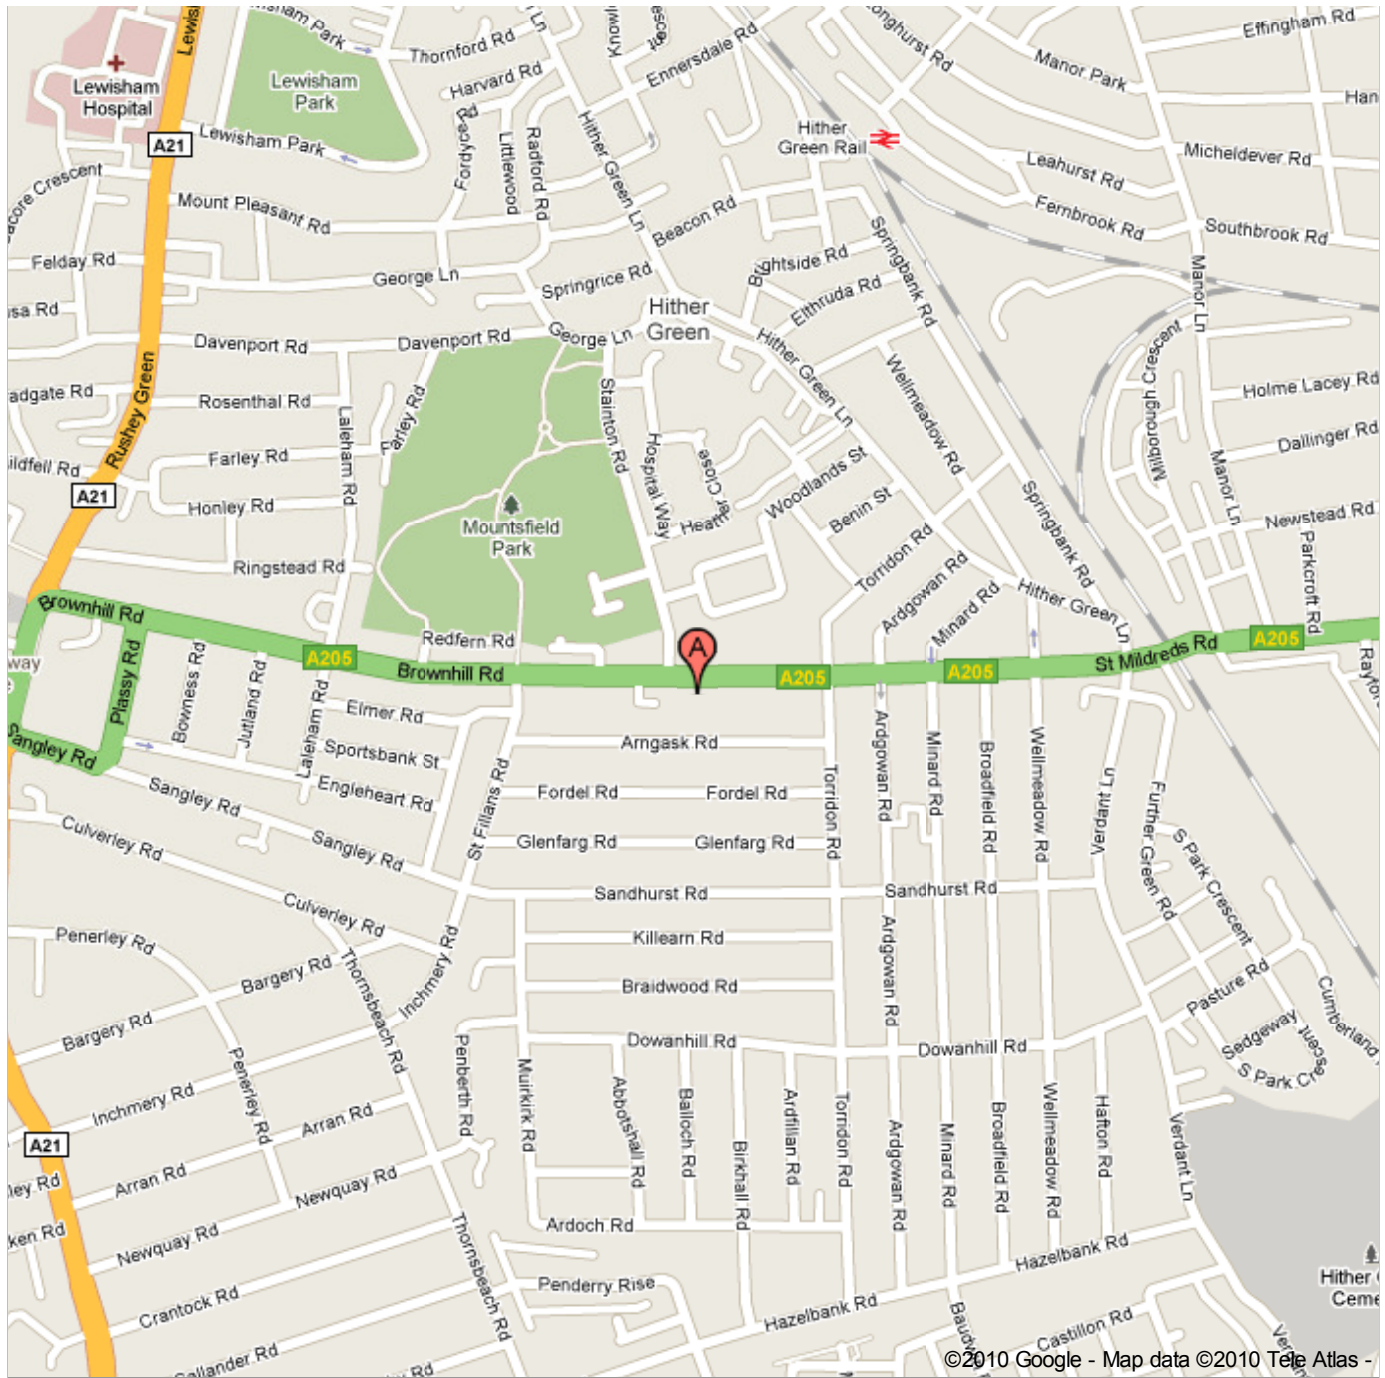 Lewisham Park
Thornford Rd
Harvard Rd
Ennersdale Rd
Manor Park
Effingham Rd
Lewisham
Hospital
Lewisham
Park
A21
Lewisham Park
Littlewood
Radford Rd
Hither Green Ln
Hither
Green Rail
Leahurst Rd
Micheldever Rd
Mount Pleasant Rd
Beacon Rd
Fernbrook Rd
Southbrook Rd
Felday Rd
George Ln
Springrice Rd
Brightside Rd
Elthruda Rd
Springbank Rd
Manor Ln
Hither
Green
Davenport Rd
Davenport Rd
George Ln
Hither Green Ln
Wellmeadow Rd
Milborough Crescent
Holme Lacey Rd
Rushey Green
Rosenthal Rd
Laleham Rd
Farley Rd
Farley Rd
Stainton Rd
Hospital Way
Dallinger Rd
Manor Ln
Honley Rd
A21
Mountsfield
Park
Heath
Woodlands St
Benin St
Springbank Rd
Newstead Rd
Parkcroft Rd
Ringstead Rd
Torridon Rd
Ardgowan Rd
Minard Rd
Hither Green Ln
Brownhill Rd
Redfern Rd
A205
Brownhill Rd
A
A205
A205
St Mildreds Rd
A205
Plassy Rd
Bowness Rd
Jutland Rd
Laleham Rd
Elmer Rd
Sportsbank St
Engleheart Rd
Sangley Rd
Sangley Rd
Sangley Rd
Arngask Rd
Fordel Rd
Fordel Rd
Glenfarg Rd
Glenfarg Rd
St Fillans Rd
Torridon Rd
Ardgowan Rd
Minard Rd
Broadfield Rd
Wellmeadow Rd
Verdant Ln
Further Green Rd
S Park Crescent
Culverley Rd
Culverley Rd
Sandhurst Rd
Sandhurst Rd
Penerley Rd
Killearn Rd
Bargery Rd
Bargery Rd
Thornsbeach Rd
Inchmery Rd
Braidwood Rd
Ardgowan Rd
Pasture Rd
Cumberland
Sedgeway
S Park Crescent
Dowanhill Rd
Dowanhill Rd
Penerley Rd
Inchmery Rd
Arran Rd
Arran Rd
Penberth Rd
Muirkirk Rd
Abbotshall Rd
Balloch Rd
Birkhall Rd
Ardfillan Rd
Torridon Rd
Ardgowan Rd
Minard Rd
Broadfield Rd
Wellmeadow Rd
Hafton Rd
Verdant Ln
A21
Newquay Rd
Newquay Rd
Ardoch Rd
Thornsbeach Rd
Penderry Rise
Hazelbank Rd
Hazelbank Rd
Crantock Rd
Castillon Rd
Hither
©2010 Google - Map data ©2010 Tele Atlas -